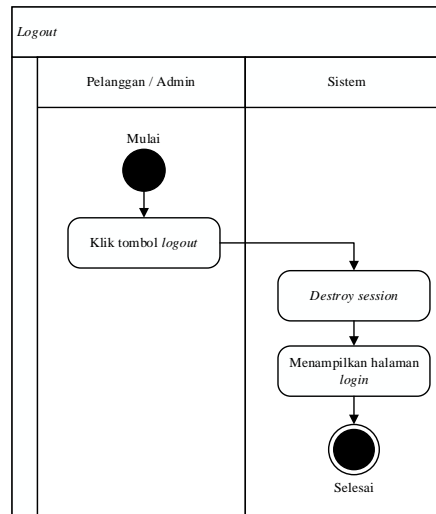 Logout
Pelanggan / Admin
Sistem
Mulai
Klik tombol logout
Destroy session
Menampilkan halaman
login
Selesai